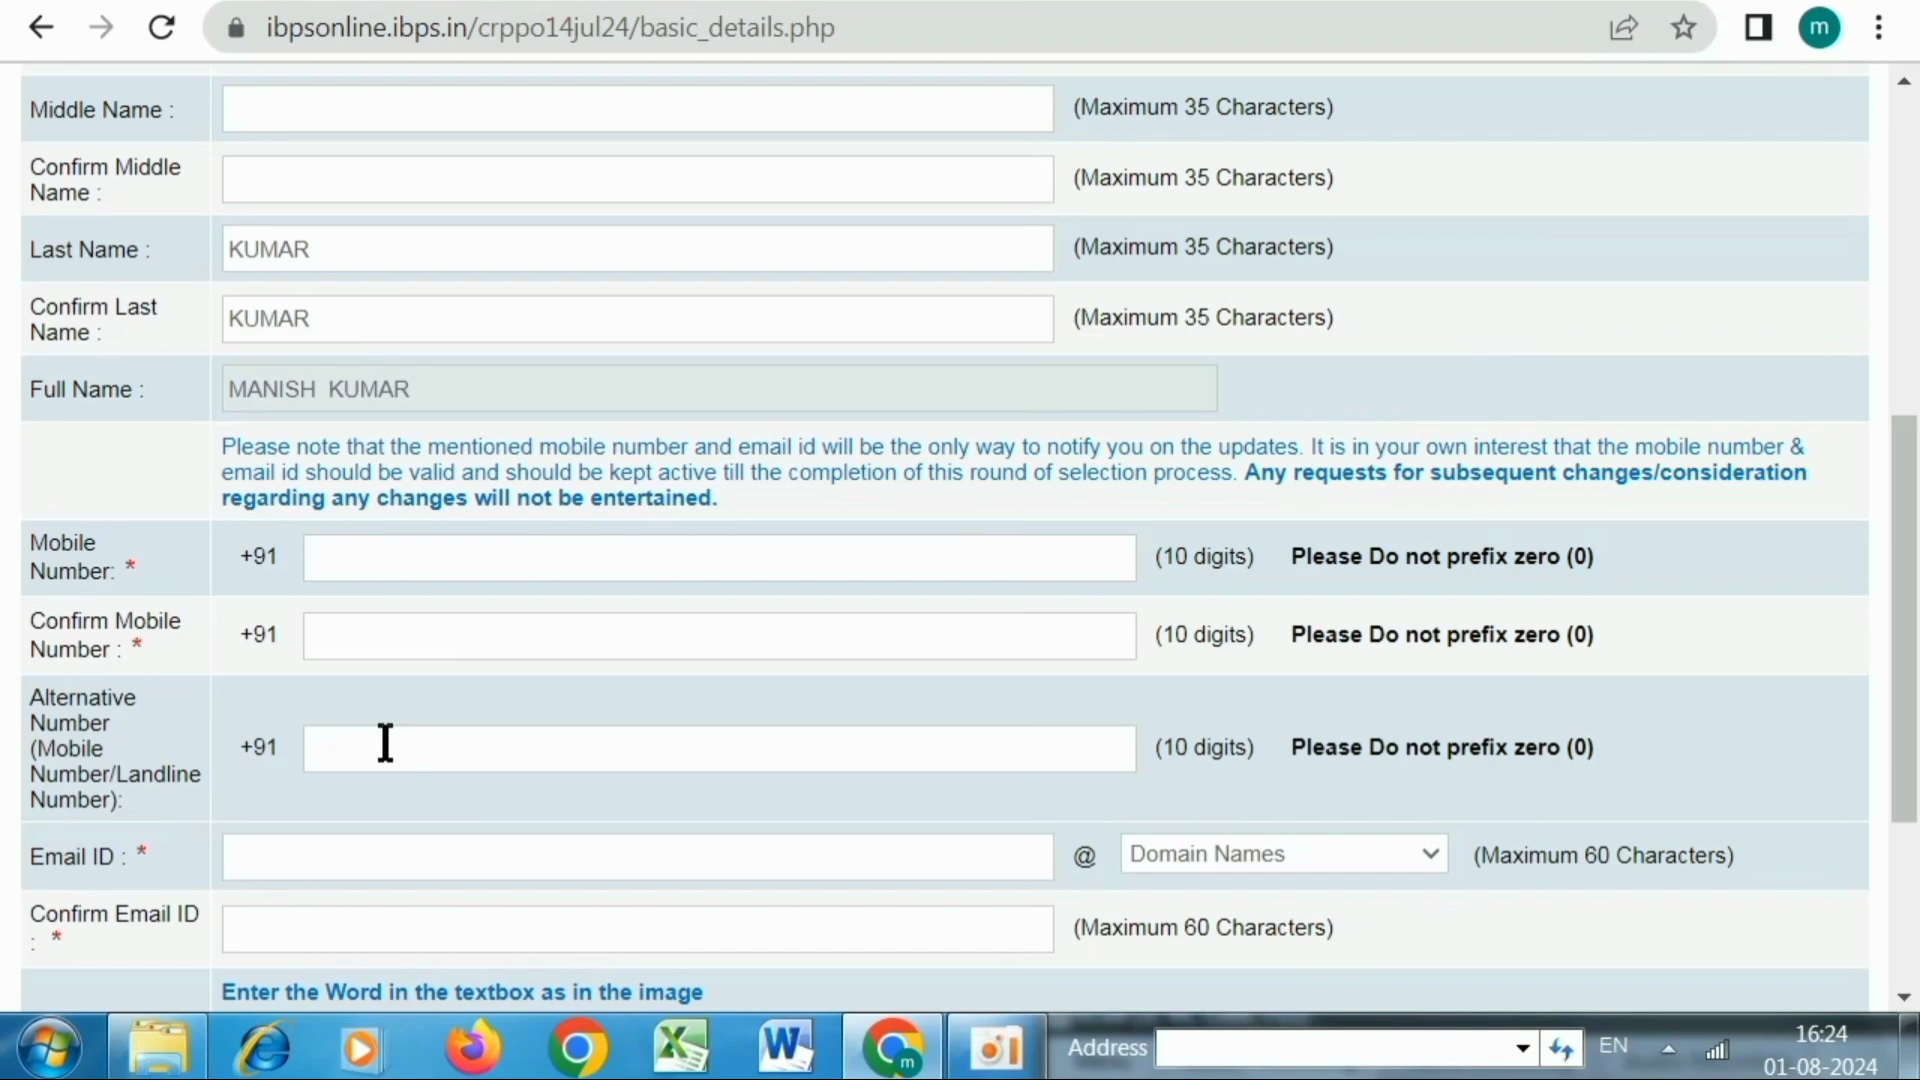 ibpsonline.ibps.in/crppo14jul24/basic_details.php
m
Middle Name :
(Maximum 35 Characters)
Confirm Middle
Name :
(Maximum 35 Characters)
Last Name :
KUMAR
(Maximum 35 Characters)
Confirm Last
Name :
KUMAR
(Maximum 35 Characters)
Full Name :
MANISH  KUMAR
Please note that the mentioned mobile number and email id will be the only way to notify you on the updates. It is in your own interest that the mobile number &
email id should be valid and should be kept active till the completion of this round of selection process. Any requests for subsequent changes/consideration
regarding any changes will not be entertained.
Mobile
Number: *
+91
(10 digits)
Please Do not prefix zero (0)
Confirm Mobile
Number : *
+91
(10 digits)
Please Do not prefix zero (0)
Alternative
Number
(Mobile
Number/Landline
Number):
+91
(10 digits)
Please Do not prefix zero (0)
Email ID : *
@
Domain Names
(Maximum 60 Characters)
Confirm Email ID
: *
(Maximum 60 Characters)
Enter the Word in the textbox as in the image
m
Address
EN
16:24
01-08-2024